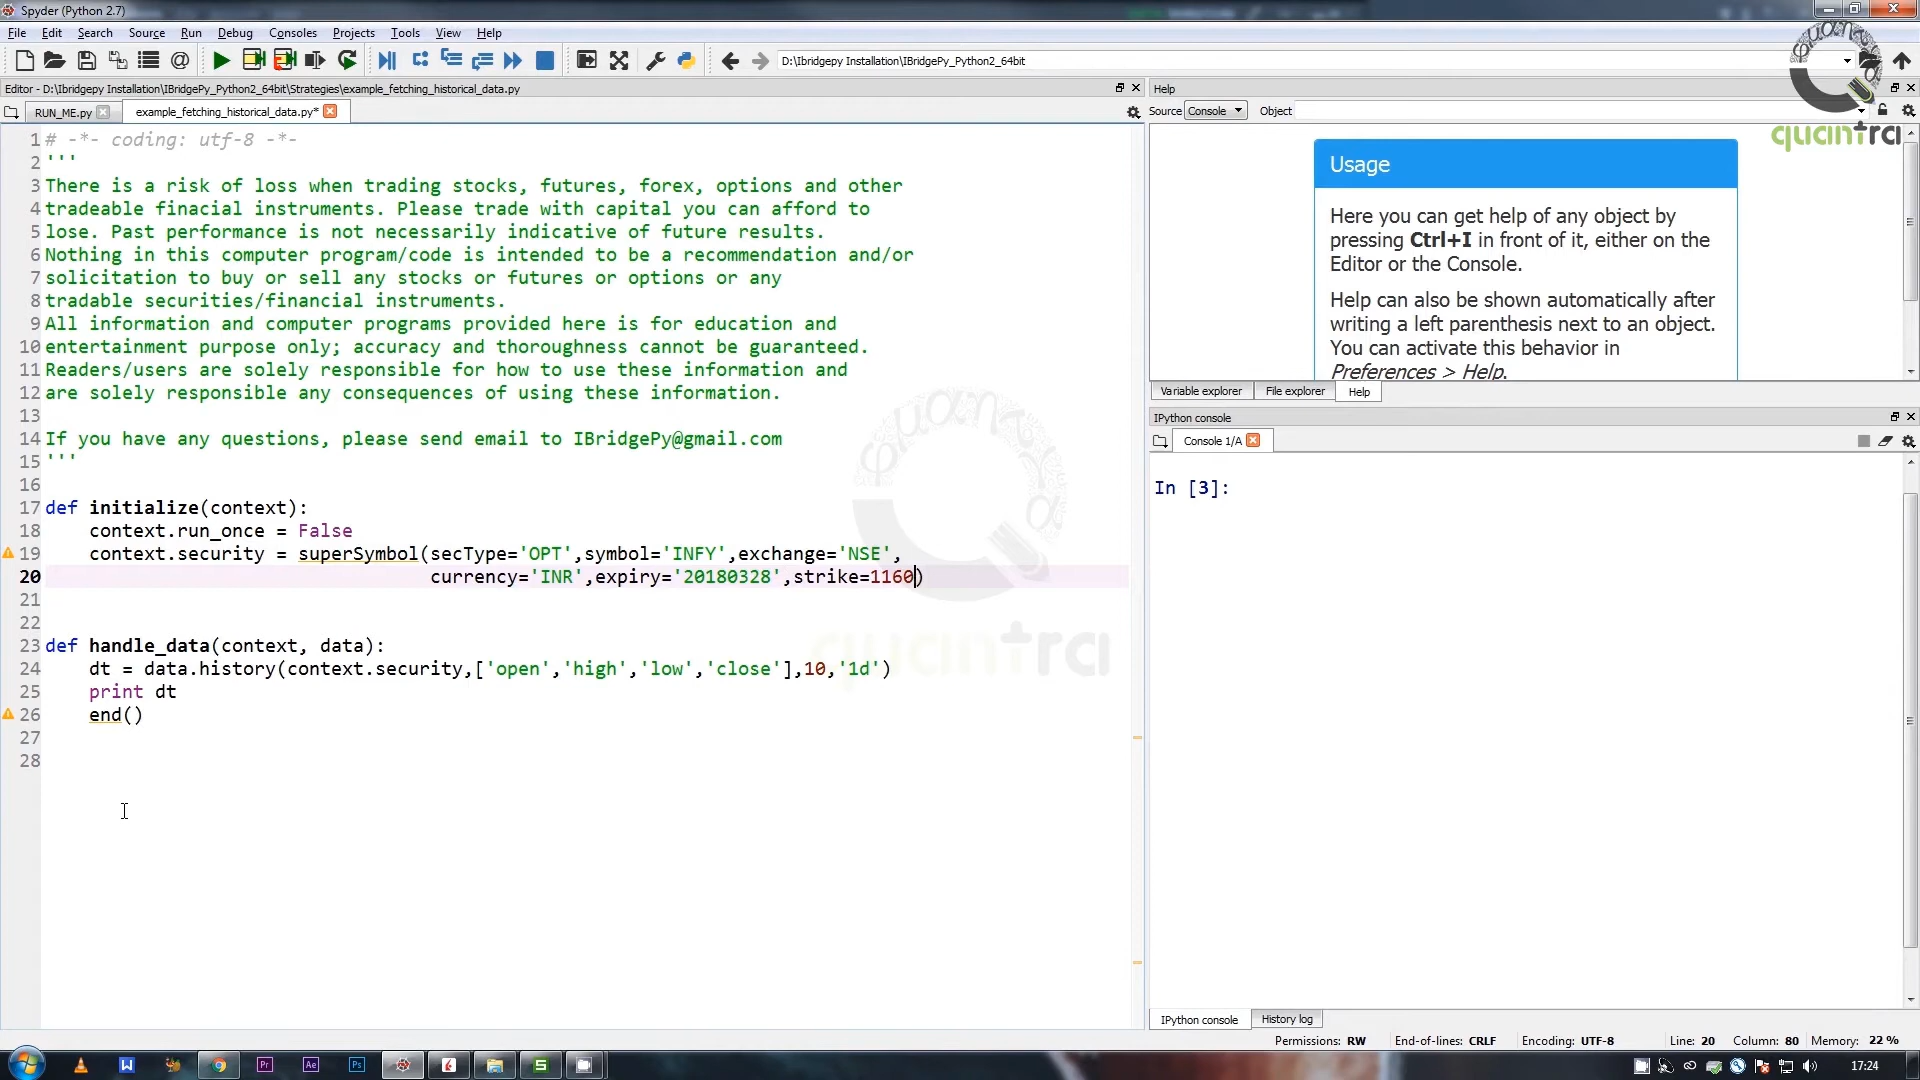 Spyder (Python 2.7)
File Edit Search Source Run Debug Consoles Projects Tools View Help
D:\Ibridgepy Installation\IBridgePy_Python2_64bit
Editor - D:\Ibridgepy Installation\IBridgePy_Python2_64bit\Strategies\example_fetching_historical_data.py
RUN_ME.py example_fetching_historical_data.py*
1 # -*- coding: utf-8 -*-
2 '''
3 There is a risk of loss when trading stocks, futures, forex, options and other
4 tradeable finacial instruments. Please trade with capital you can afford to
5 lose. Past performance is not necessarily indicative of future results.
6 Nothing in this computer program/code is intended to be a recommendation and/or
7 solicitation to buy or sell any stocks or futures or options or any
8 tradable securities/financial instruments.
9 All information and computer programs provided here is for education and
10 entertainment purpose only; accuracy and thoroughness cannot be guaranteed.
11 Readers/users are solely responsible for how to use these information and
12 are solely responsible any consequences of using these information.
13
14 If you have any questions, please send email to IBridgePy@gmail.com
15 '''
16
17 def initialize(context):
18 context.run_once = False
19 context.security = superSymbol(secType='OPT',symbol='INFY',exchange='NSE',
20 currency='INR',expiry='20180328',strike=1160)
21
22
23 def handle_data(context, data):
24 dt = data.history(context.security,['open','high','low','close'],10,'1d')
25 print dt
26 end()
27
28
quantra
Help
Source Console Object
quantra
Usage
Here you can get help of any object by
pressing Ctrl+I in front of it, either on the
Editor or the Console.
Help can also be shown automatically after
writing a left parenthesis next to an object.
You can activate this behavior in
Preferences > Help.
Variable explorer File explorer Help
IPython console
Console 1/A
In [3]:
IPython console History log
Permissions: RW End-of-lines: CRLF Encoding: UTF-8 Line: 20 Column: 80 Memory: 22 %
W Pr Ae Ps S 17:24